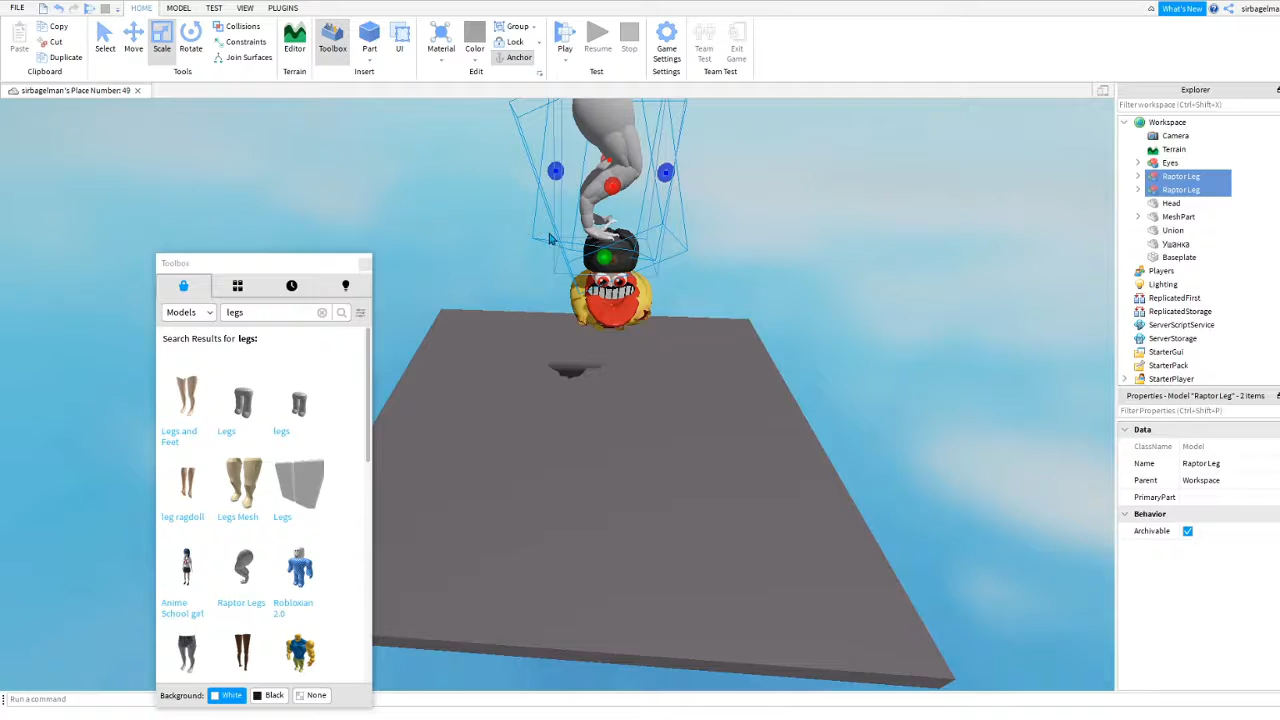 FILE HOME MODEL TEST VIEW PLUGINS What's New sirbagelman
Paste Copy Cut Duplicate Select Move Scale Rotate Collisions Constraints Join Surfaces Editor Toolbox Part UI Material Color Group Lock Anchor Play Resume Stop Game Settings Team Test Exit Game
Clipboard Tools Terrain Insert Edit Test Settings Team Test
sirbagelman's Place Number: 49
Explorer
Filter workspace (Ctrl+Shift+X)
Workspace
Camera
Terrain
Eyes
Raptor Leg
Raptor Leg
Head
MeshPart
Union
Ушанка
Baseplate
Players
Lighting
ReplicatedFirst
ReplicatedStorage
ServerScriptService
ServerStorage
StarterGui
StarterPack
StarterPlayer
Properties - Model "Raptor Leg" - 2 items
Filter Properties (Ctrl+Shift+P)
Data
ClassName Model
Name Raptor Leg
Parent Workspace
PrimaryPart
Behavior
Archivable
Toolbox
Models legs
Search Results for legs:
Legs and Feet Legs legs
leg ragdoll Legs Mesh Legs
Anime School girl Raptor Legs Robloxian 2.0
Background: White Black None
Run a command